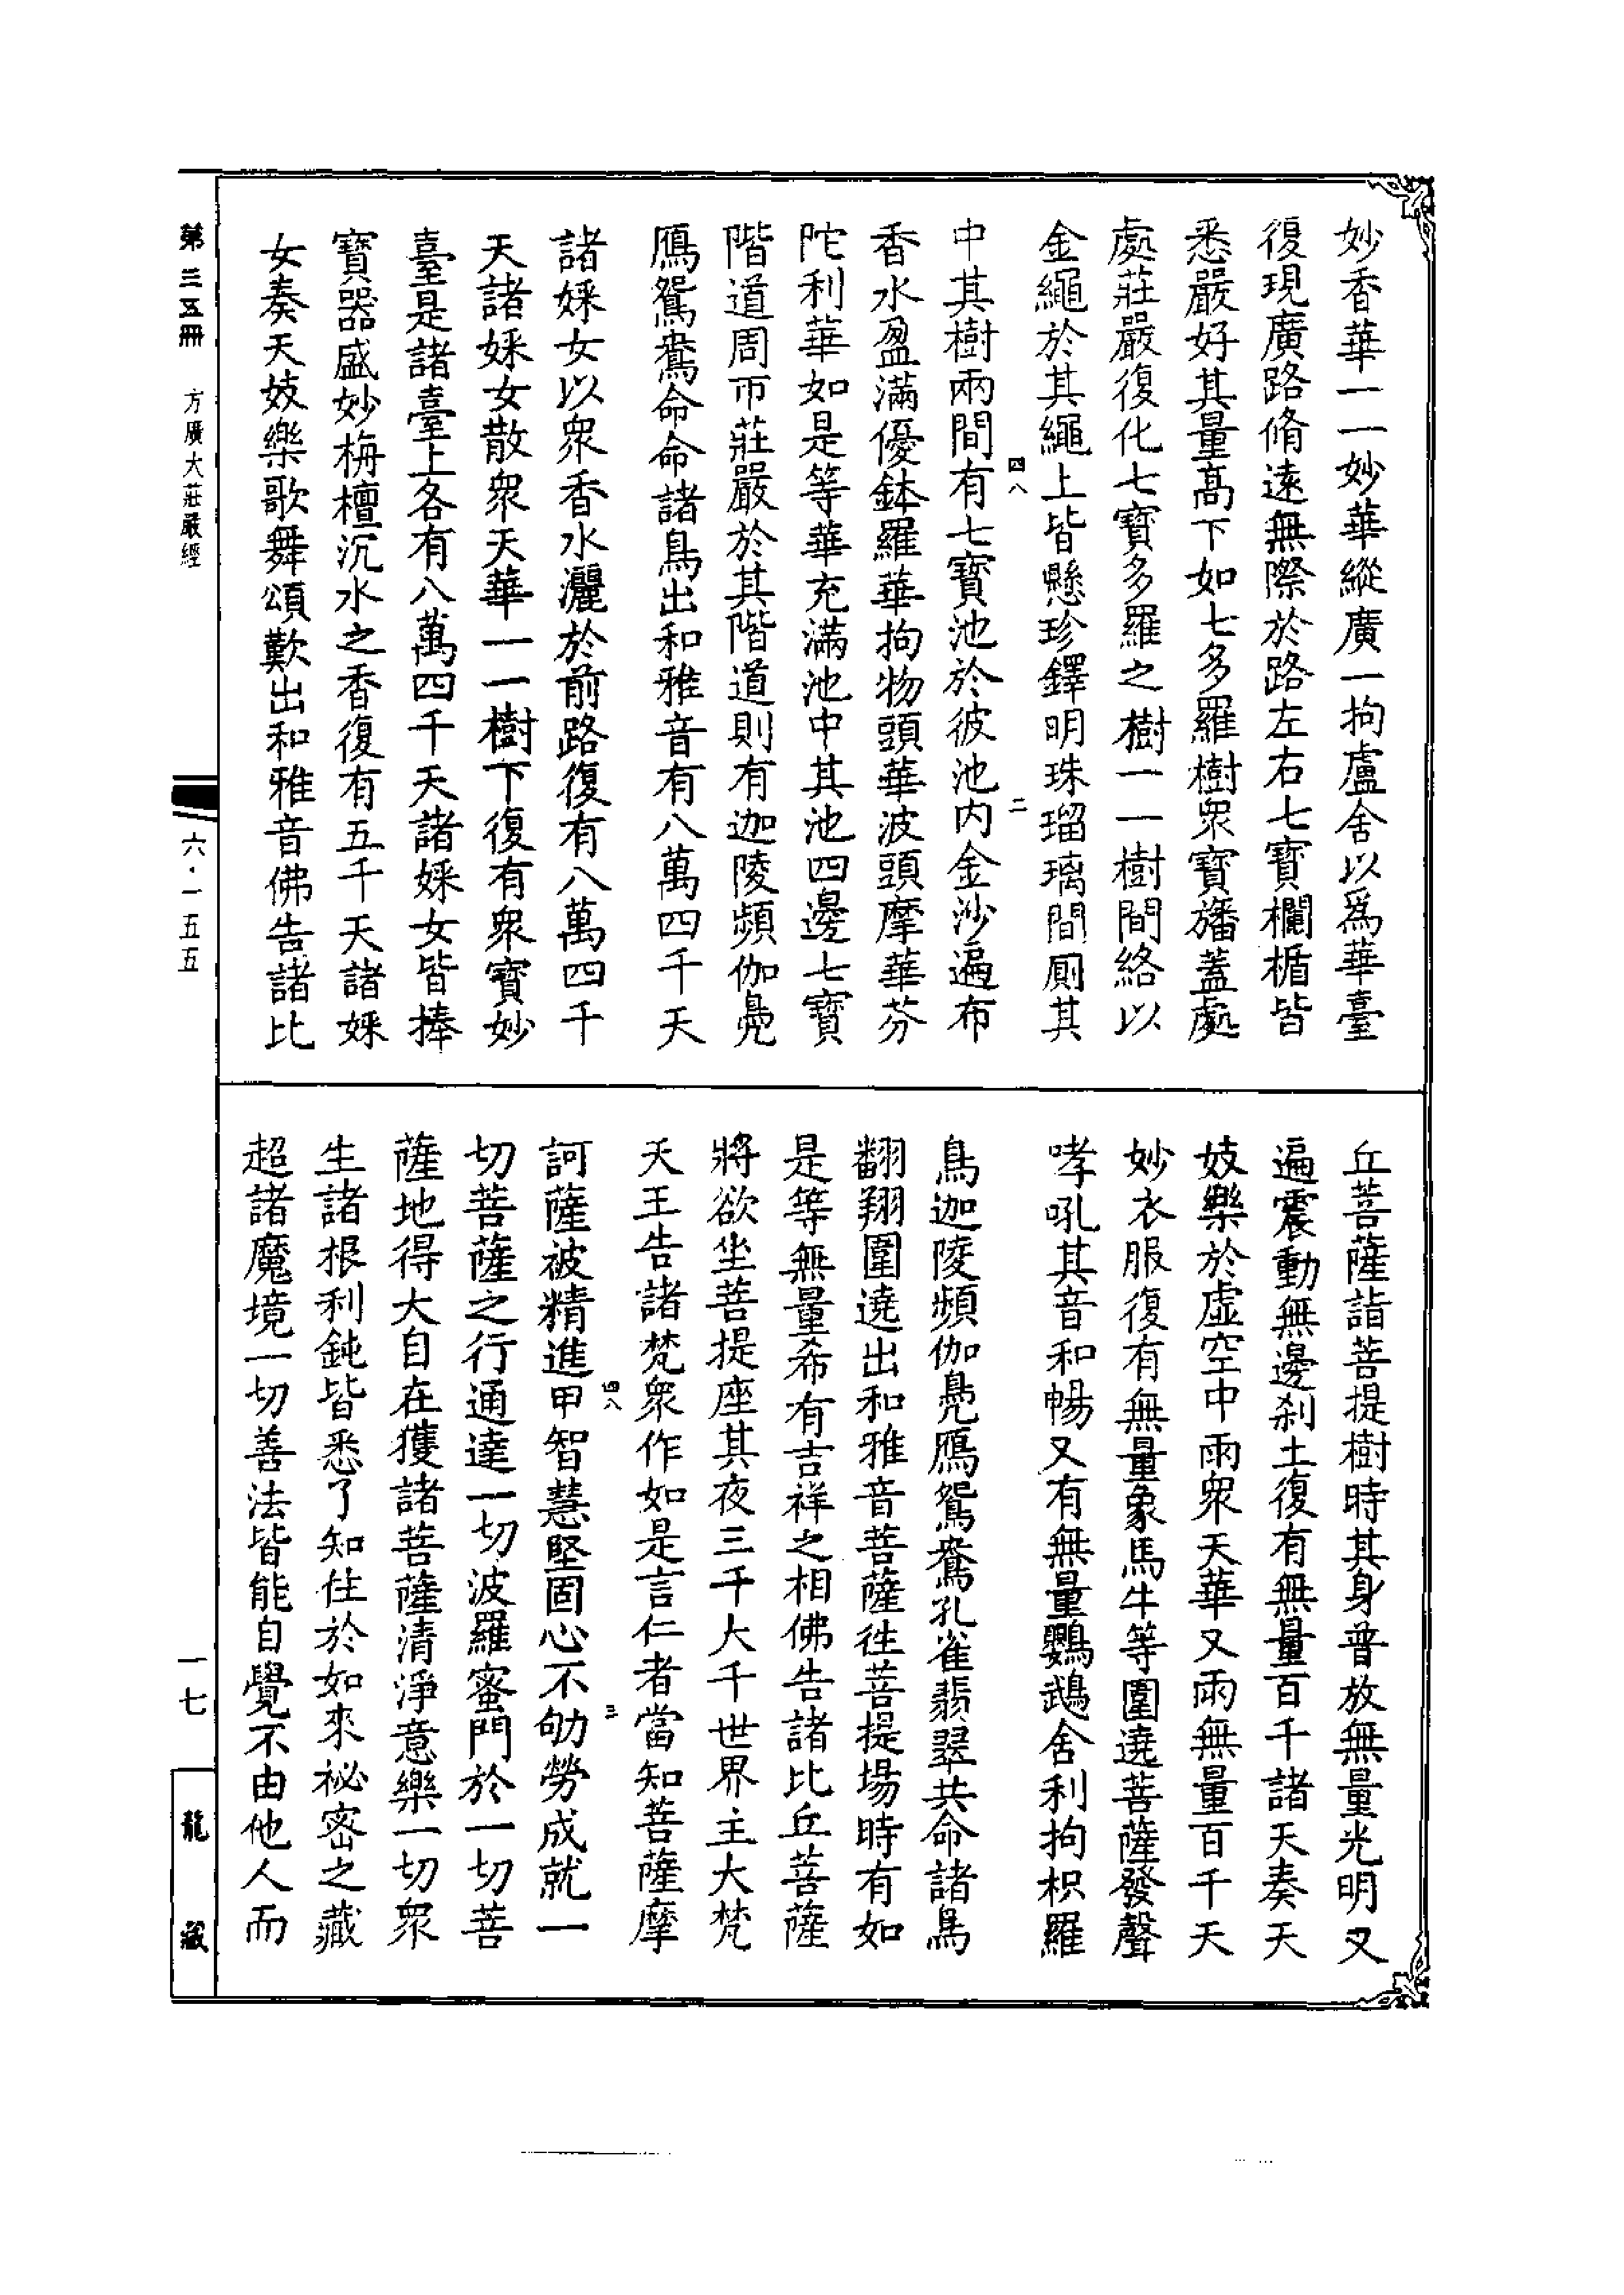 妙香華一一妙華縱廣一拘盧舍以爲華臺
復現廣路脩遠無際於路左右七寶欄楯皆
悉嚴好其量髙下如七多羅樹衆寶旛蓋處
處莊嚴復化七寶多羅之樹一一樹間絡以
金繩於其繩上皆懸珍鐸明珠瑠璃間厠其
四八
二
中其樹兩間有七寶池於彼池内金沙遍布
香水盈滿優鉢羅華拘物頭華波頭摩華芬
陀利華如是等華充滿池中其池四邊七寶
階道周帀莊嚴於其階道則有迦陵頻伽鳧
鴈鴛鴦命命諸鳥出和雅音有八萬四千天
諸婇女以衆香水灑於前路復有八萬四千
天諸婇女散衆天華一一樹下復有衆寶妙
臺是諸臺上各有八萬四千天諸婇女皆捧
寶器盛妙栴檀沉水之香復有五千天諸婇
女奏天妓樂歌舞頌歎出和雅音佛告諸比
丘菩薩詣菩提樹時其身普放無量光明又
遍震動無邊刹土復有無量百千諸天奏天
妓樂於虛空中雨衆天華又雨無量百千天
妙衣服復有無量象馬牛等圍遶菩薩發聲
哮吼其音和暢又有無量鸚鵡舍利拘枳羅
鳥迦陵頻伽鳧鴈鴛鴦孔雀翡翠共命諸鳥
翻翔圍遶出和雅音菩薩徃菩提場時有如
是等無量希有吉祥之相佛告諸比丘菩薩
將欲坐菩提座其夜三千大千世界主大梵
天王告諸梵衆作如是言仁者當知菩薩摩
四八
三
訶薩被精進甲智慧堅固心不劬勞成就一
切菩薩之行通達一切波羅蜜門於一切菩
薩地得大自在獲諸菩薩清淨意樂一切衆
生諸根利鈍皆悉了知住於如來祕密之藏
超諸魔境一切善法皆能自覺不由他人而
第三五冊
方廣大莊嚴經
六·一五五
一七
龍藏